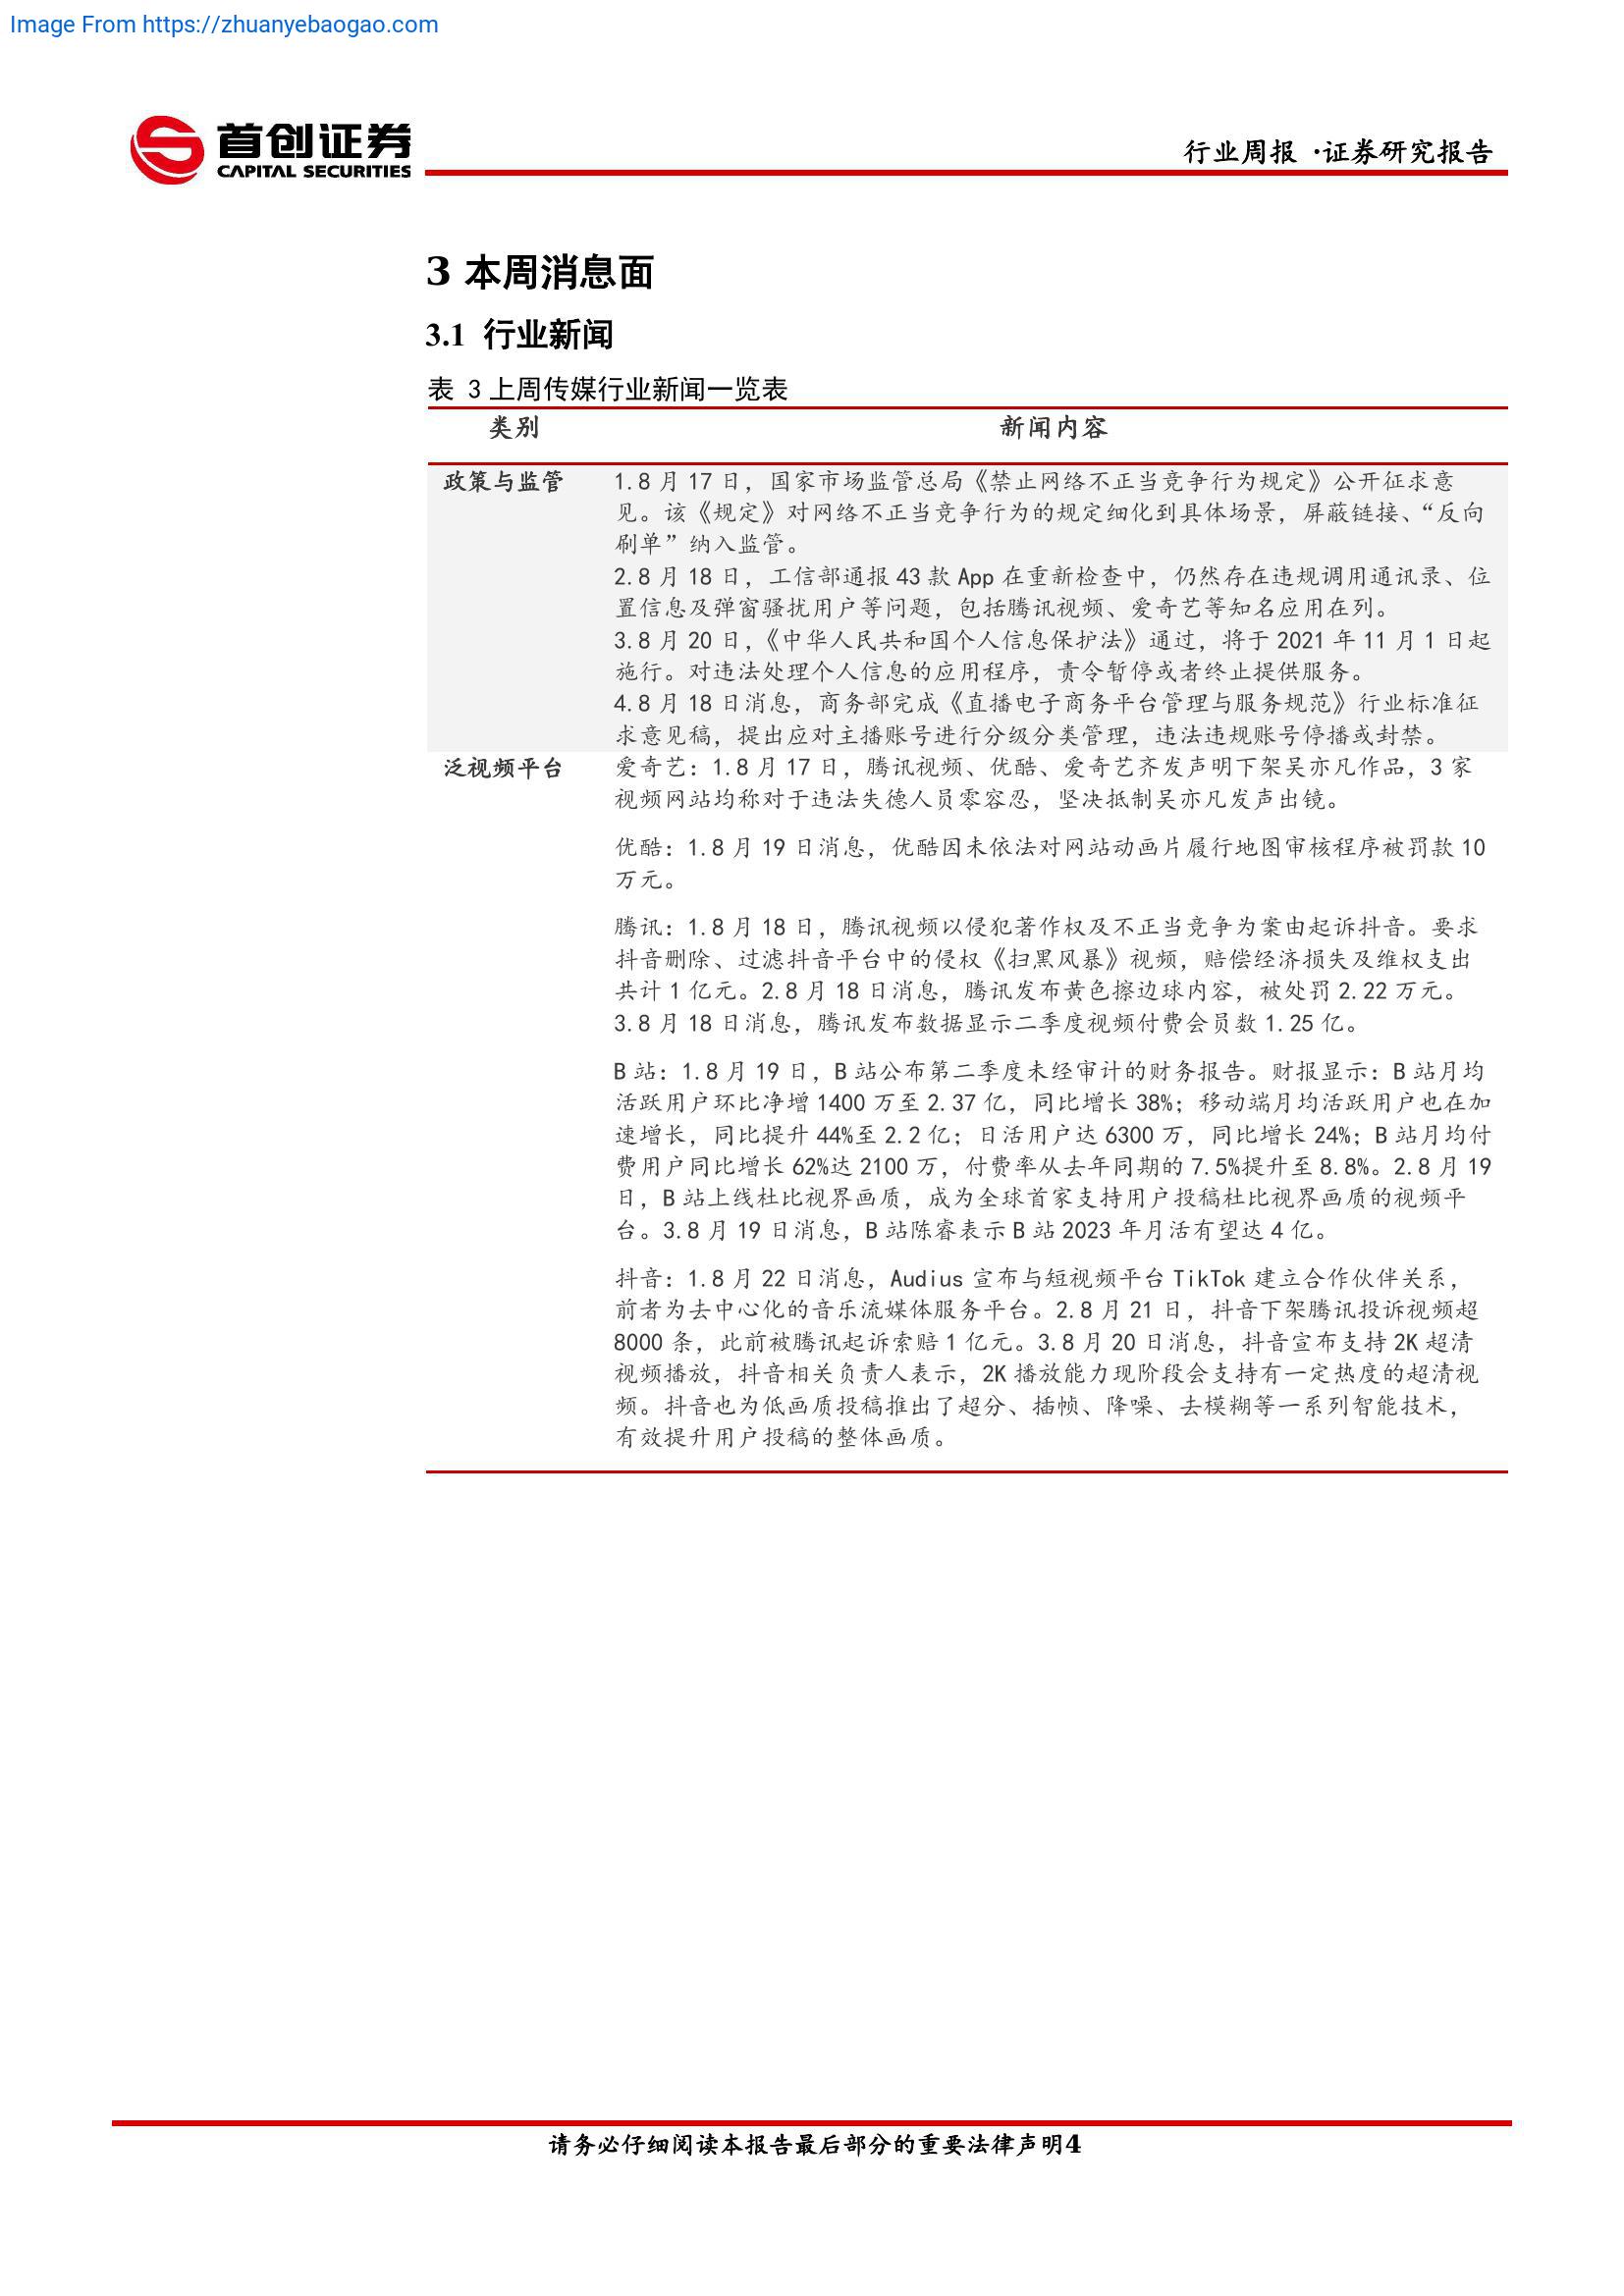 Image From https://zhuanyebaogao.com
首创证券
CAPITAL SECURITIES
行业周报 ·证券研究报告
3 本周消息面
3.1 行业新闻
表 3 上周传媒行业新闻一览表
类别 新闻内容
政策与监管 1.8 月 17 日，国家市场监管总局《禁止网络不正当竞争行为规定》公开征求意
见。该《规定》对网络不正当竞争行为的规定细化到具体场景，屏蔽链接、“反向
刷单”纳入监管。
2.8 月 18 日，工信部通报 43 款 App 在重新检查中，仍然存在违规调用通讯录、位
置信息及弹窗骚扰用户等问题，包括腾讯视频、爱奇艺等知名应用在列。
3.8 月 20 日，《中华人民共和国个人信息保护法》通过，将于 2021 年 11 月 1 日起
施行。对违法处理个人信息的应用程序，责令暂停或者终止提供服务。
4.8 月 18 日消息，商务部完成《直播电子商务平台管理与服务规范》行业标准征
求意见稿，提出应对主播账号进行分级分类管理，违法违规账号停播或封禁。
泛视频平台 爱奇艺：1.8 月 17 日，腾讯视频、优酷、爱奇艺齐发声明下架吴亦凡作品，3 家
视频网站均称对于违法失德人员零容忍，坚决抵制吴亦凡发声出镜。
优酷：1.8 月 19 日消息，优酷因未依法对网站动画片履行地图审核程序被罚款 10
万元。
腾讯：1.8 月 18 日，腾讯视频以侵犯著作权及不正当竞争为案由起诉抖音。要求
抖音删除、过滤抖音平台中的侵权《扫黑风暴》视频，赔偿经济损失及维权支出
共计 1 亿元。2.8 月 18 日消息，腾讯发布黄色擦边球内容，被处罚 2.22 万元。
3.8 月 18 日消息，腾讯发布数据显示二季度视频付费会员数 1.25 亿。
B 站：1.8 月 19 日，B 站公布第二季度未经审计的财务报告。财报显示：B 站月均
活跃用户环比净增 1400 万至 2.37 亿，同比增长 38%；移动端月均活跃用户也在加
速增长，同比提升 44%至 2.2 亿；日活用户达 6300 万，同比增长 24%；B 站月均付
费用户同比增长 62%达 2100 万，付费率从去年同期的 7.5%提升至 8.8%。2.8 月 19
日，B 站上线杜比视界画质，成为全球首家支持用户投稿杜比视界画质的视频平
台。3.8 月 19 日消息，B 站陈睿表示 B 站 2023 年月活有望达 4 亿。
抖音：1.8 月 22 日消息，Audius 宣布与短视频平台 TikTok 建立合作伙伴关系，
前者为去中心化的音乐流媒体服务平台。2.8 月 21 日，抖音下架腾讯投诉视频超
8000 条，此前被腾讯起诉索赔 1 亿元。3.8 月 20 日消息，抖音宣布支持 2K 超清
视频播放，抖音相关负责人表示，2K 播放能力现阶段会支持有一定热度的超清视
频。抖音也为低画质投稿推出了超分、插帧、降噪、去模糊等一系列智能技术，
有效提升用户投稿的整体画质。
请务必仔细阅读本报告最后部分的重要法律声明4